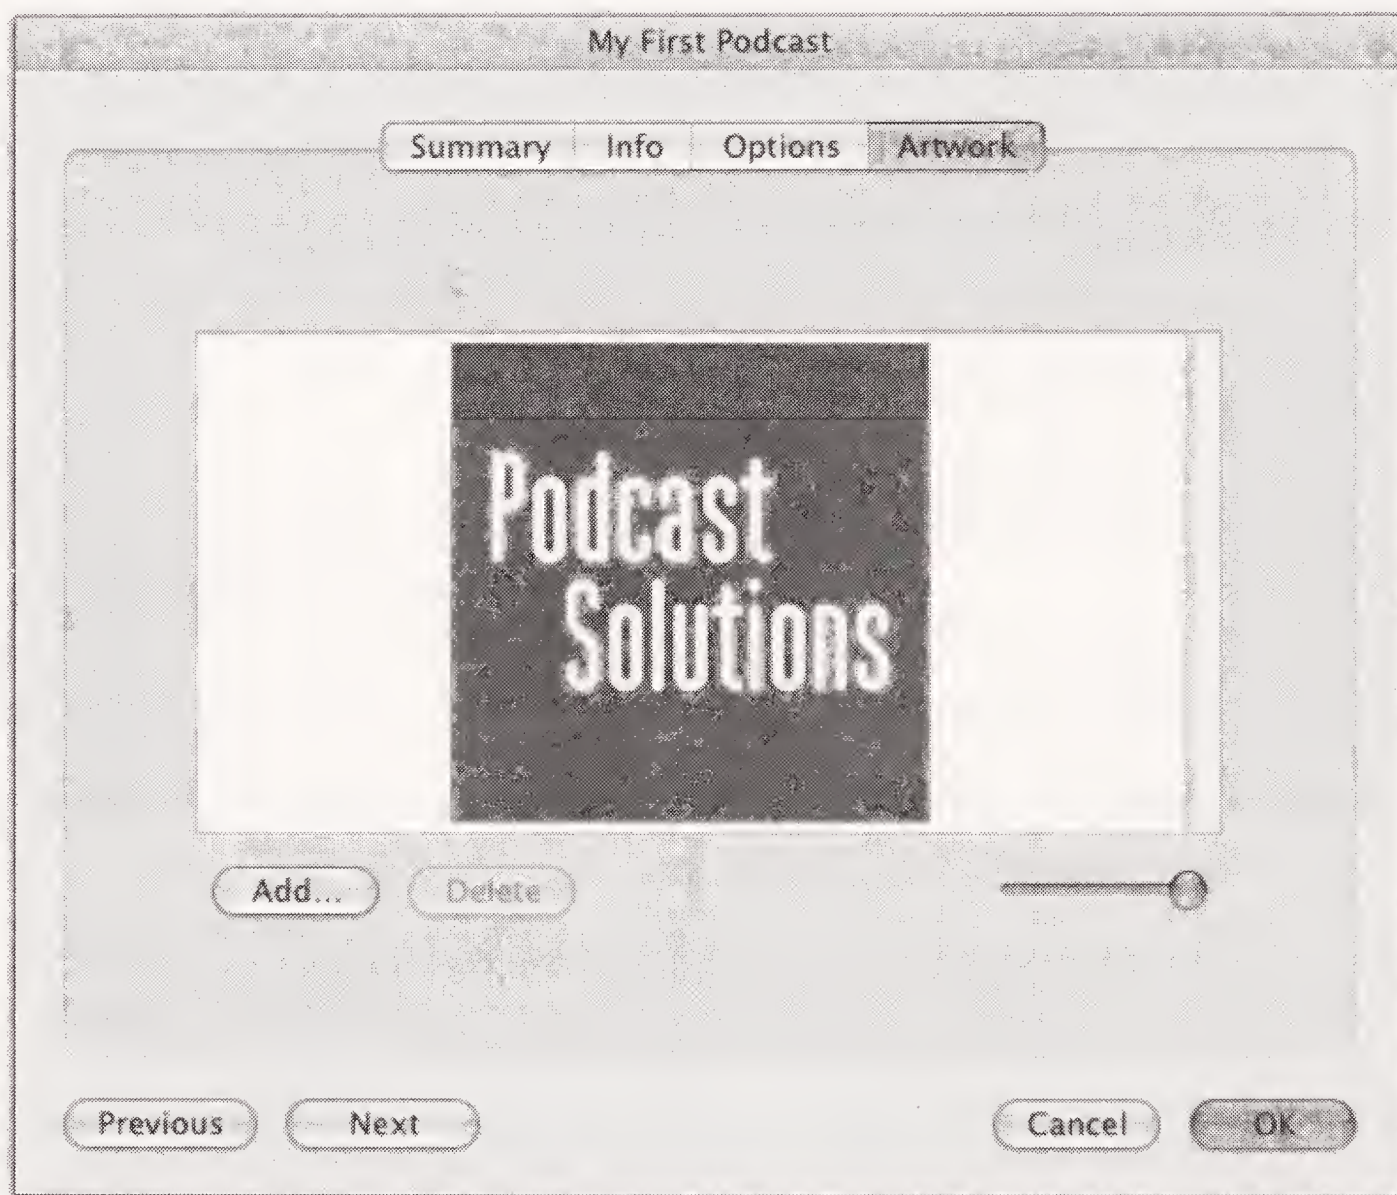 My First Podcast
Summary Info Options Artwork
Podcast
Solutions
Add... Delete
Previous Next Cancel OK